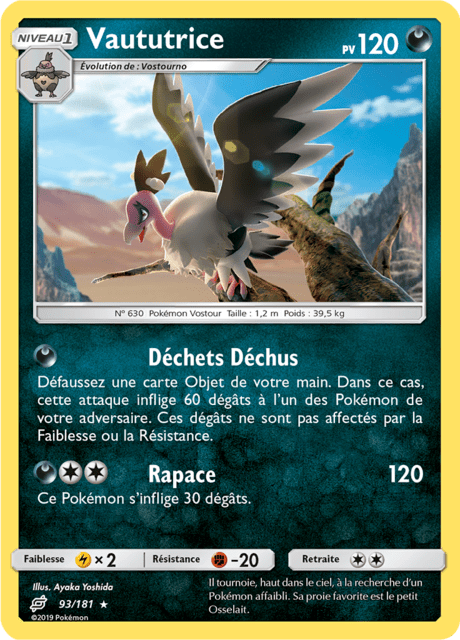 NIVEAU 1
Vaututrice
PV 120
Évolution de : Vostourno
N° 630 Pokémon Vostour Taille : 1,2 m Poids : 39,5 kg
Déchets Déchus
Défaussez une carte Objet de votre main. Dans ce cas,
cette attaque inflige 60 dégâts à l'un des Pokémon de
votre adversaire. Ces dégâts ne sont pas affectés par la
Faiblesse ou la Résistance.
Rapace 120
Ce Pokémon s'inflige 30 dégâts.
Faiblesse ×2 Résistance -20 Retraite
Illus. Ayaka Yoshida
93/181 ★
©2019 Pokémon
Il tournoie, haut dans le ciel, à la recherche d'un
Pokémon affaibli. Sa proie favorite est le petit
Osselait.